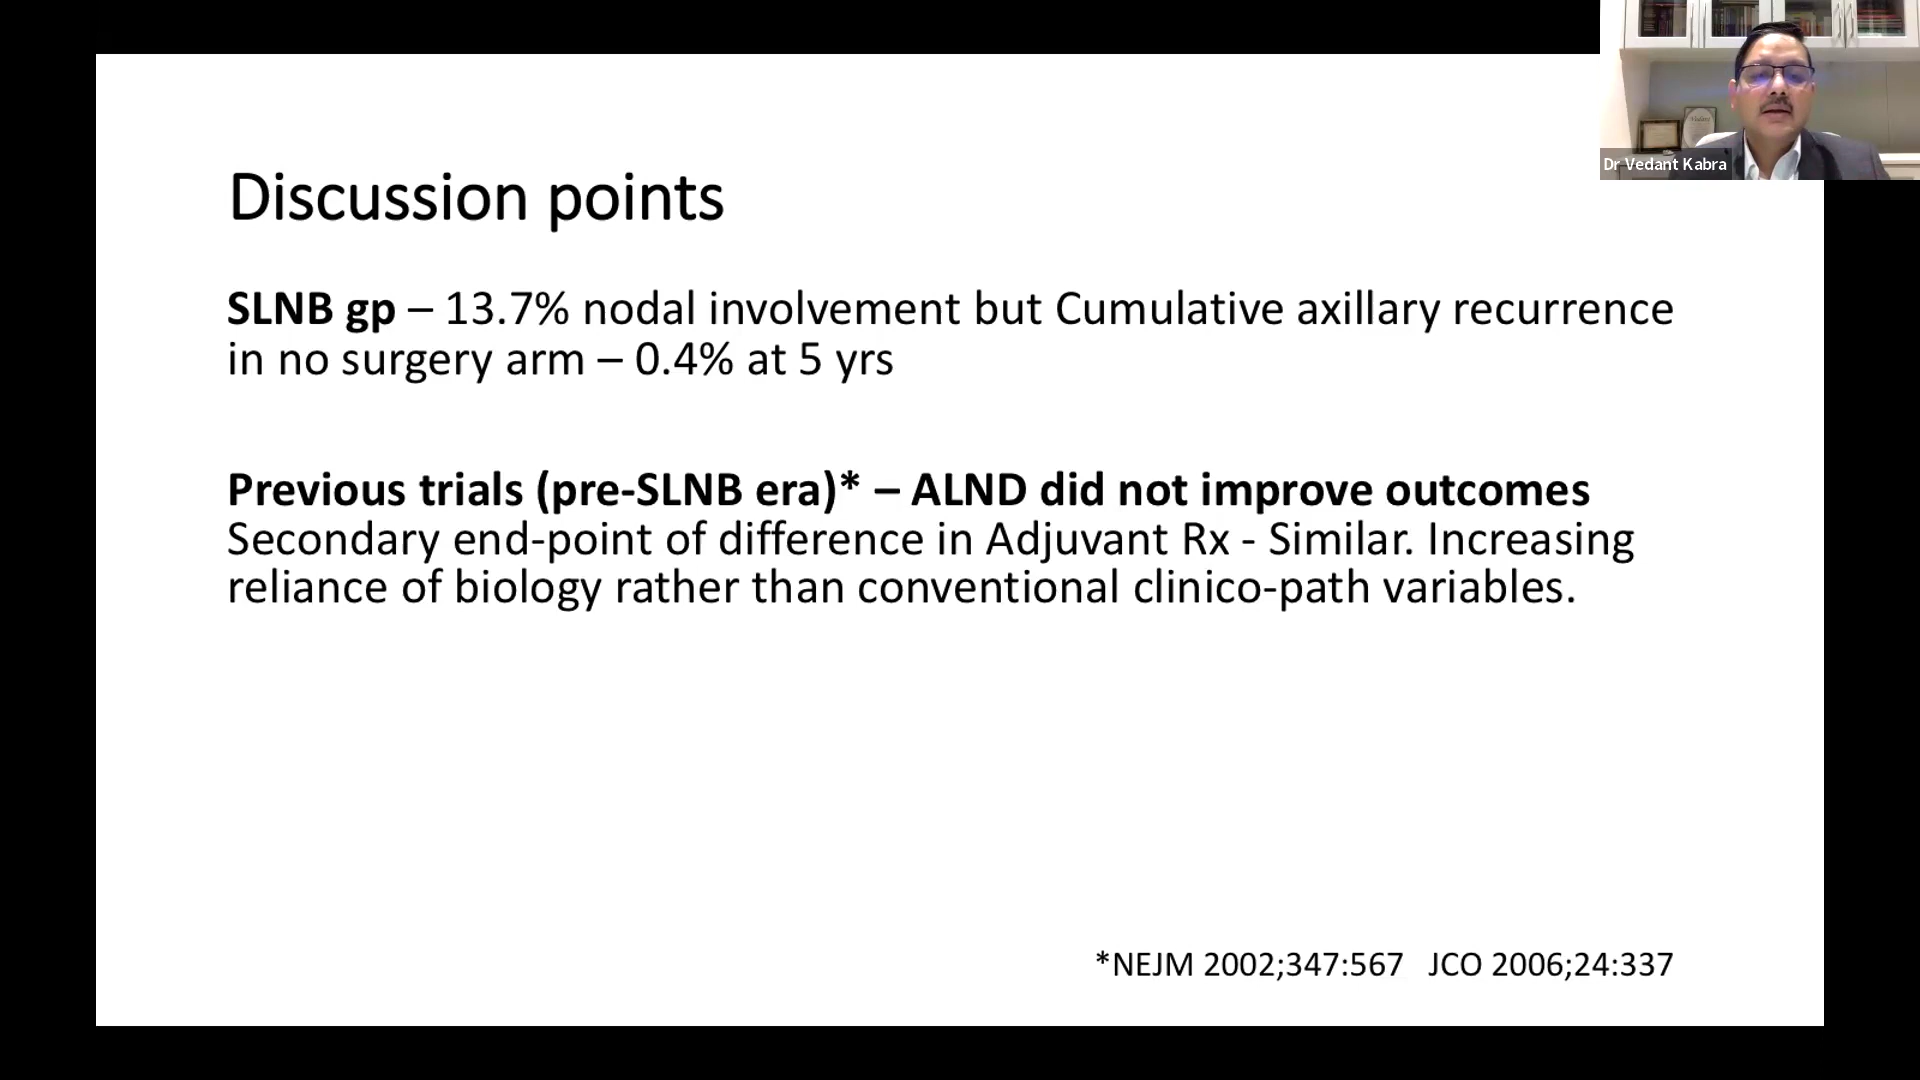 Dr Vedant Kabra
Discussion points
SLNB gp – 13.7% nodal involvement but Cumulative axillary recurrence
in no surgery arm – 0.4% at 5 yrs
Previous trials (pre-SLNB era)* – ALND did not improve outcomes
Secondary end-point of difference in Adjuvant Rx - Similar. Increasing
reliance of biology rather than conventional clinico-path variables.
*NEJM 2002;347:567 JCO 2006;24:337